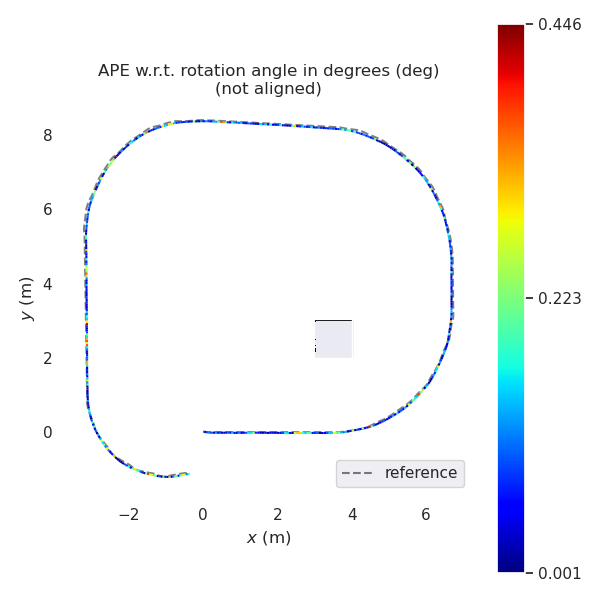 APE w.r.t. rotation angle in degrees (deg)
(not aligned)
0.446
0.223
0.001
8
6
4
2
0
y (m)
−2 0 2 4 6
x (m)
reference